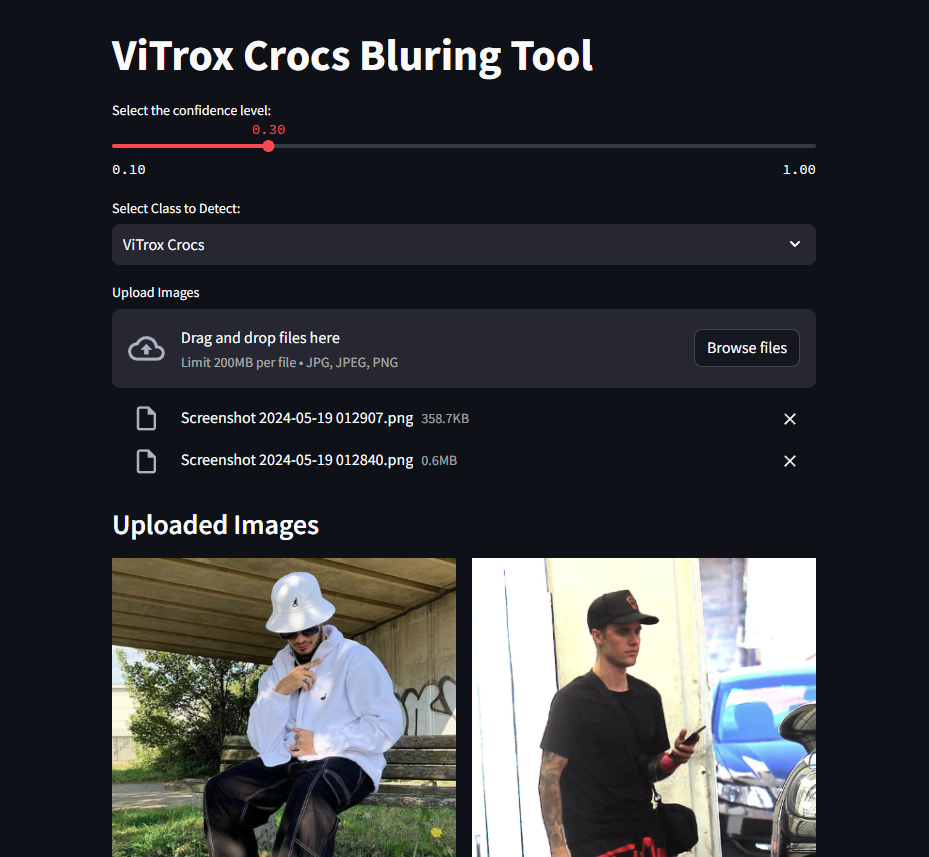 ViTrox Crocs Bluring Tool
Select the confidence level:
0.30
0.10 1.00
Select Class to Detect:
ViTrox Crocs
Upload Images
Drag and drop files here
Limit 200MB per file • JPG, JPEG, PNG
Browse files
Screenshot 2024-05-19 012907.png 358.7KB
Screenshot 2024-05-19 012840.png 0.6MB
Uploaded Images